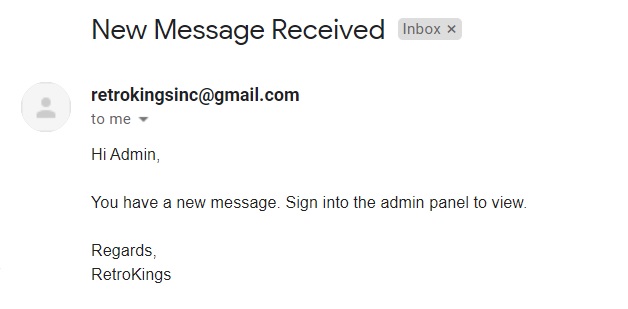 New Message Received Inbox ×
retrokingsinc@gmail.com
to me
Hi Admin,
You have a new message. Sign into the admin panel to view.
Regards,
RetroKings